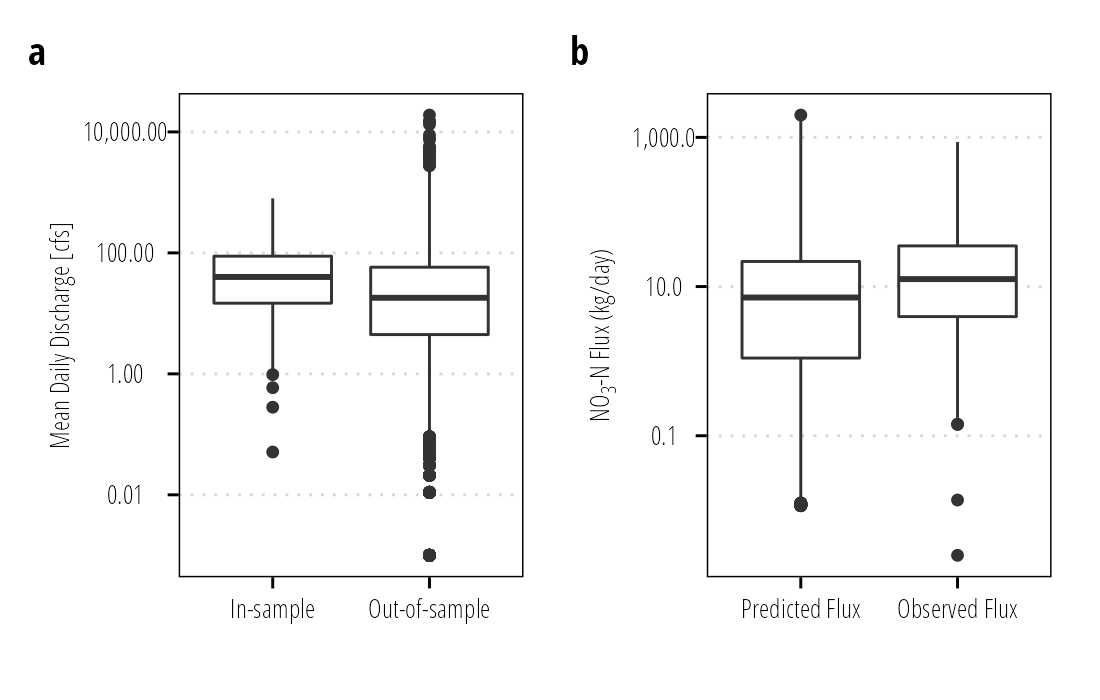 a
Mean Daily Discharge [cfs]
10,000.00
100.00
1.00
0.01
In-sample
Out-of-sample
b
NO3-N Flux (kg/day)
1,000.0
10.0
0.1
Predicted Flux
Observed Flux